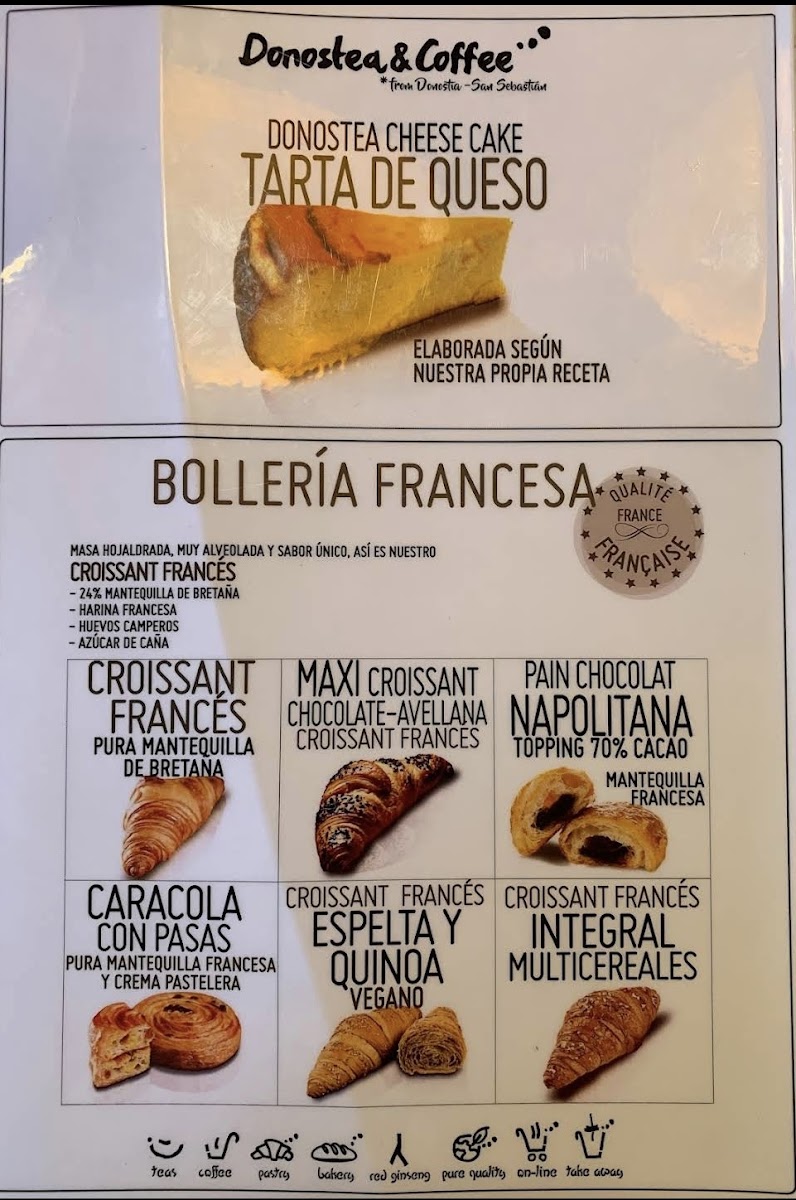 Donostea & Coffee
*from Donostia - San Sebastián
DONOSTEA CHEESE CAKE
TARTA DE QUESO
ELABORADA SEGÚN
NUESTRA PROPIA RECETA
BOLLERÍA FRANCESA
QUALITÉ
FRANCE
FRANÇAISE
MASA HOJALDRADA, MUY ALVEOLADA Y SABOR ÚNICO, ASÍ ES NUESTRO
CROISSANT FRANCÉS
- 24% MANTEQUILLA DE BRETAÑA
- HARINA FRANCESA
- HUEVOS CAMPEROS
- AZÚCAR DE CAÑA
CROISSANT
FRANCÉS
PURA MANTEQUILLA
DE BRETAÑA
MAXI CROISSANT
CHOCOLATE-AVELLANA
CROISSANT FRANCES
PAIN CHOCOLAT
NAPOLITANA
TOPPING 70% CACAO
MANTEQUILLA
FRANCESA
CARACOLA
CON PASAS
PURA MANTEQUILLA FRANCESA
Y CREMA PASTELERA
CROISSANT FRANCÉS
ESPELTA Y
QUINOA
VEGANO
CROISSANT FRANCÉS
INTEGRAL
MULTICEREALES
teas coffee pastry bakery red ginseng pure quality on-line take away